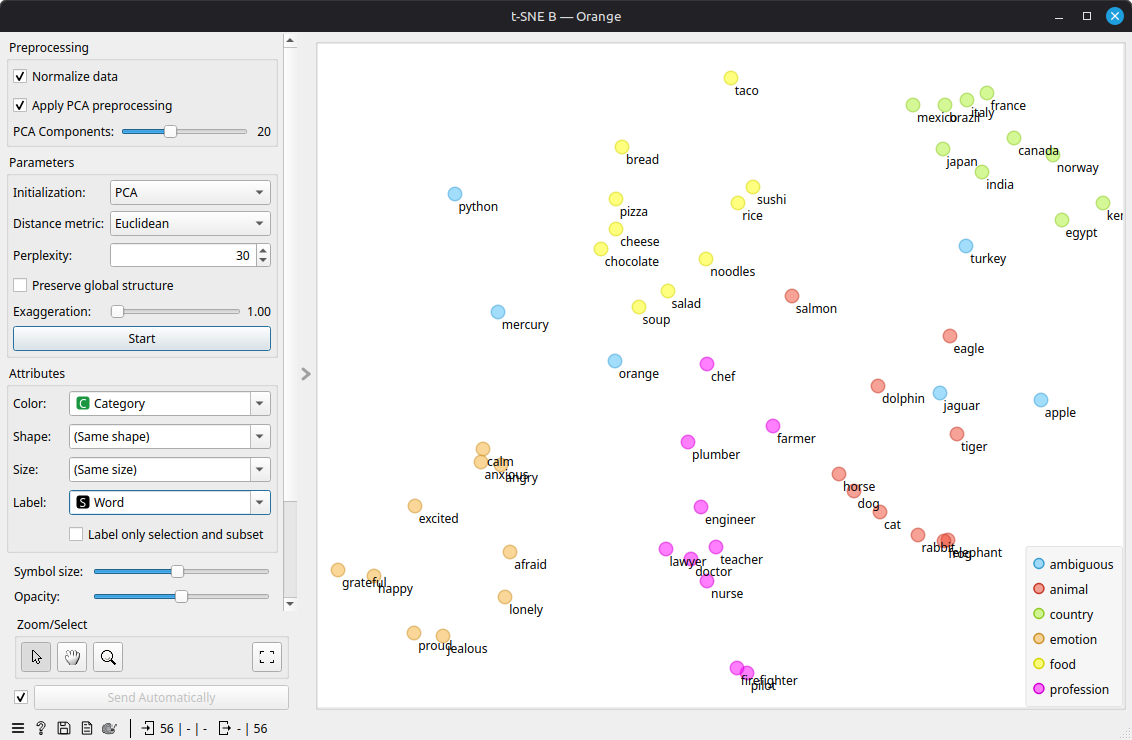 t-SNE B — Orange
Preprocessing
Normalize data
Apply PCA preprocessing
PCA Components: 20
Parameters
Initialization: PCA
Distance metric: Euclidean
Perplexity: 30
Preserve global structure
Exaggeration: 1.00
Start
Attributes
Color: C Category
Shape: (Same shape)
Size: (Same size)
Label: S Word
Label only selection and subset
Symbol size:
Opacity:
Zoom/Select
Send Automatically
56 | - | - - | 56
taco
mexico
brazil
italy
france
bread
canada
japan
norway
india
python
pizza
sushi
rice
ker
egypt
cheese
chocolate
noodles
turkey
salad
salmon
soup
mercury
eagle
orange
chef
dolphin
jaguar
apple
farmer
tiger
plumber
calm
anxious
angry
horse
dog
excited
engineer
cat
rabbit
frog
elephant
afraid
lawyer
teacher
doctor
grateful
happy
nurse
lonely
proud
jealous
firefighter
pilot
ambiguous
animal
country
emotion
food
profession